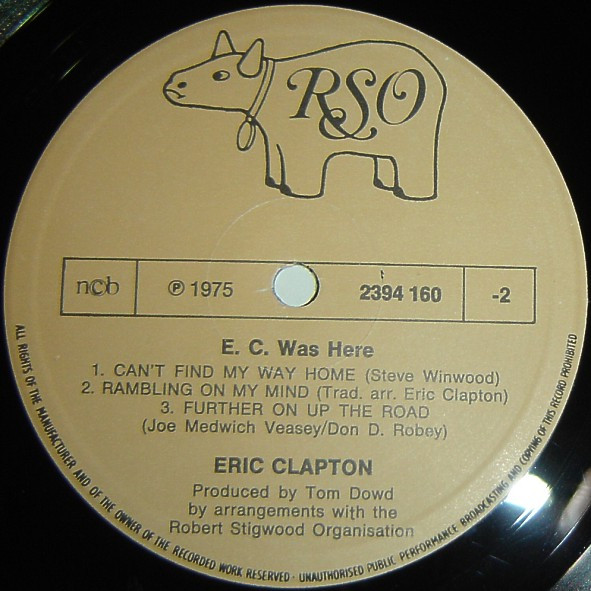 RSO
ncb
℗ 1975
2394 160
-2
E. C. Was Here
1. CAN'T FIND MY WAY HOME (Steve Winwood)
2. RAMBLING ON MY MIND (Trad. arr. Eric Clapton)
3. FURTHER ON UP THE ROAD
(Joe Medwich Veasey/Don D. Robey)
ERIC CLAPTON
Produced by Tom Dowd
by arrangements with the
Robert Stigwood Organisation
ALL RIGHTS OF THE MANUFACTURER AND OF THE OWNER OF THE RECORDED WORK RESERVED · UNAUTHORISED PUBLIC PERFORMANCE BROADCASTING AND COPYING OF THIS RECORD PROHIBITED